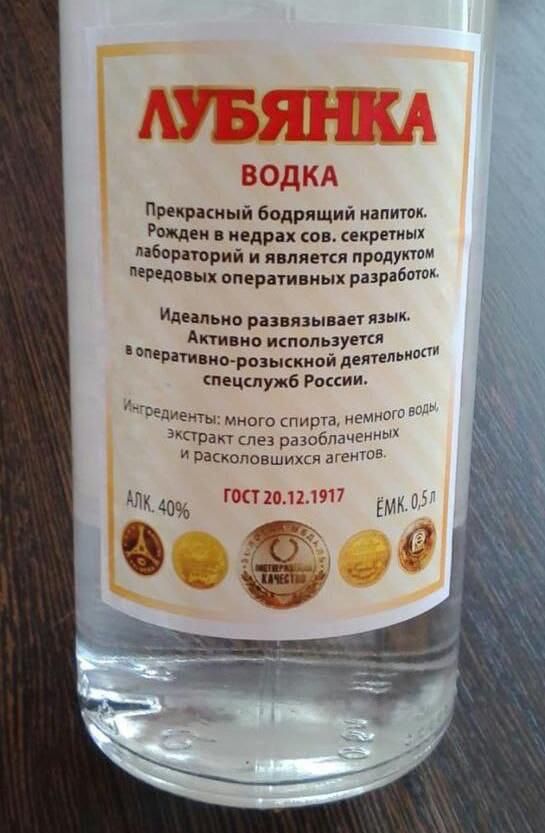 ЛУБЯНКА
ВОДКА
Прекрасный бодрящий напиток.
Рожден в недрах сов. секретных
лабораторий и является продуктом
передовых оперативных разработок.
Идеально развязывает язык.
Активно используется
в оперативно-розыскной деятельности
спецслужб России.
Ингредиенты: много спирта, немного воды,
экстракт слез разоблаченных
и расколовшихся агентов.
АЛК. 40%
ГОСТ 20.12.1917
ЁМК. 0,5 л
КАЧЕСТВО